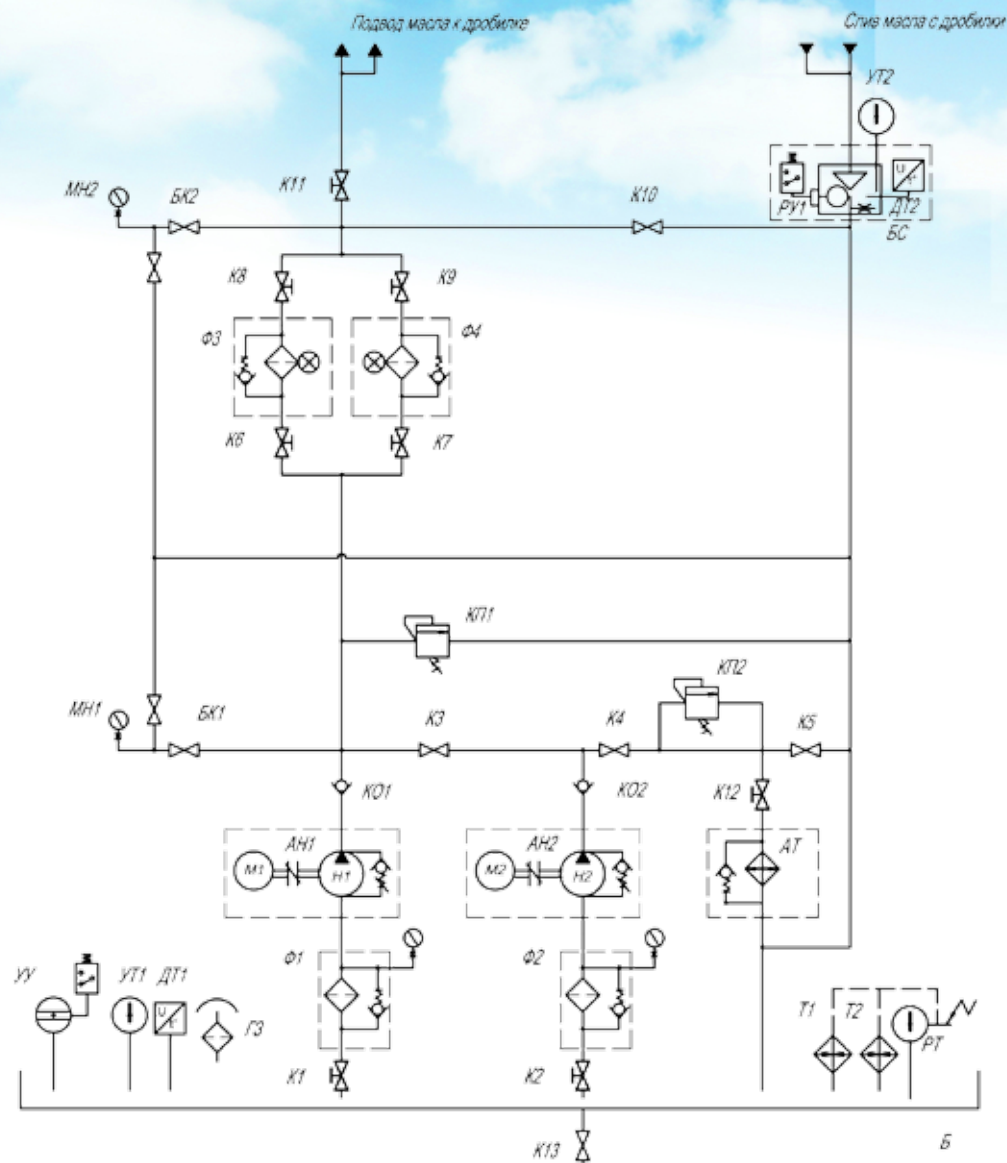 Подвод масла к дробилке
Слив масла с дробилки
УТ2
МН2
БК2
К11
К10
РУ1
ДТ2
БС
К8
К9
Ф3
Ф4
К6
К7
КП1
КП2
МН1
БК1
К3
К4
К5
КО1
КО2
К12
АН1
АН2
АТ
М1
Н1
М2
Н2
УУ
УТ1
ДТ1
ГЗ
Ф1
Ф2
Т1
Т2
РТ
К1
К2
К13
Б